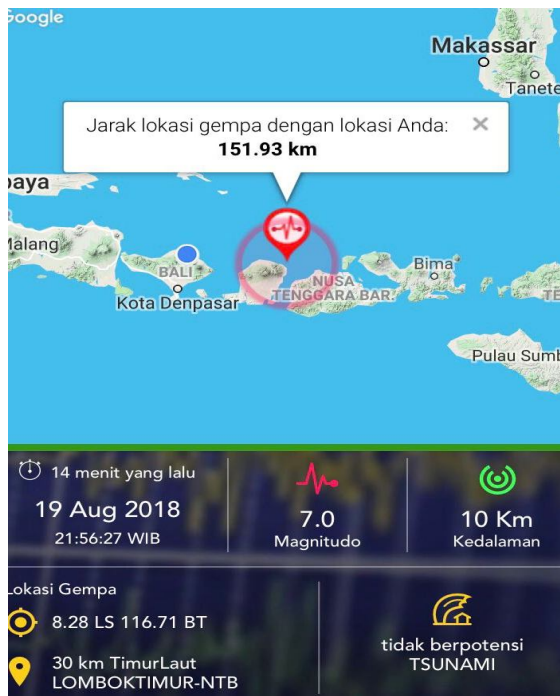 Google
Makassar
Tanete
Jarak lokasi gempa dengan lokasi Anda:
151.93 km
baya
Malang
BALI
Kota Denpasar
NUSA
TENGGARA BAR.
Bima
TE
Pulau Sumb
14 menit yang lalu
19 Aug 2018
21:56:27 WIB
7.0
Magnitudo
10 Km
Kedalaman
Lokasi Gempa
8.28 LS 116.71 BT
30 km TimurLaut
LOMBOKTIMUR-NTB
tidak berpotensi
TSUNAMI